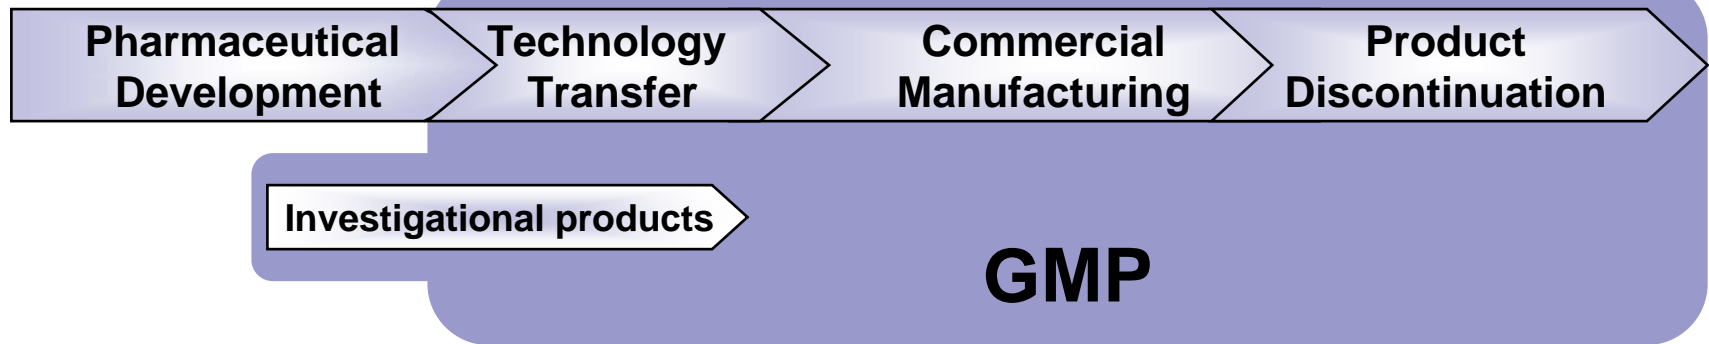 Pharmaceutical
Development
Technology
Transfer
Commercial
Manufacturing
Product
Discontinuation
Investigational products
GMP